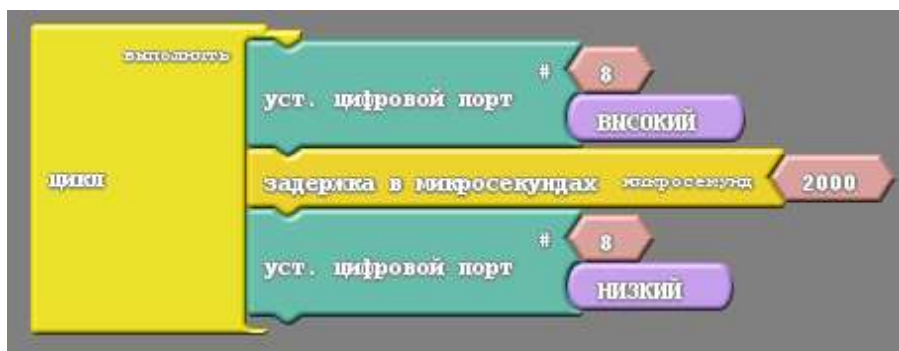 выполнить
# 8
уст. цифровой порт
ВЫСОКИЙ
цикл
задержка в микросекундах микросекунд 2000
# 8
уст. цифровой порт
НИЗКИЙ